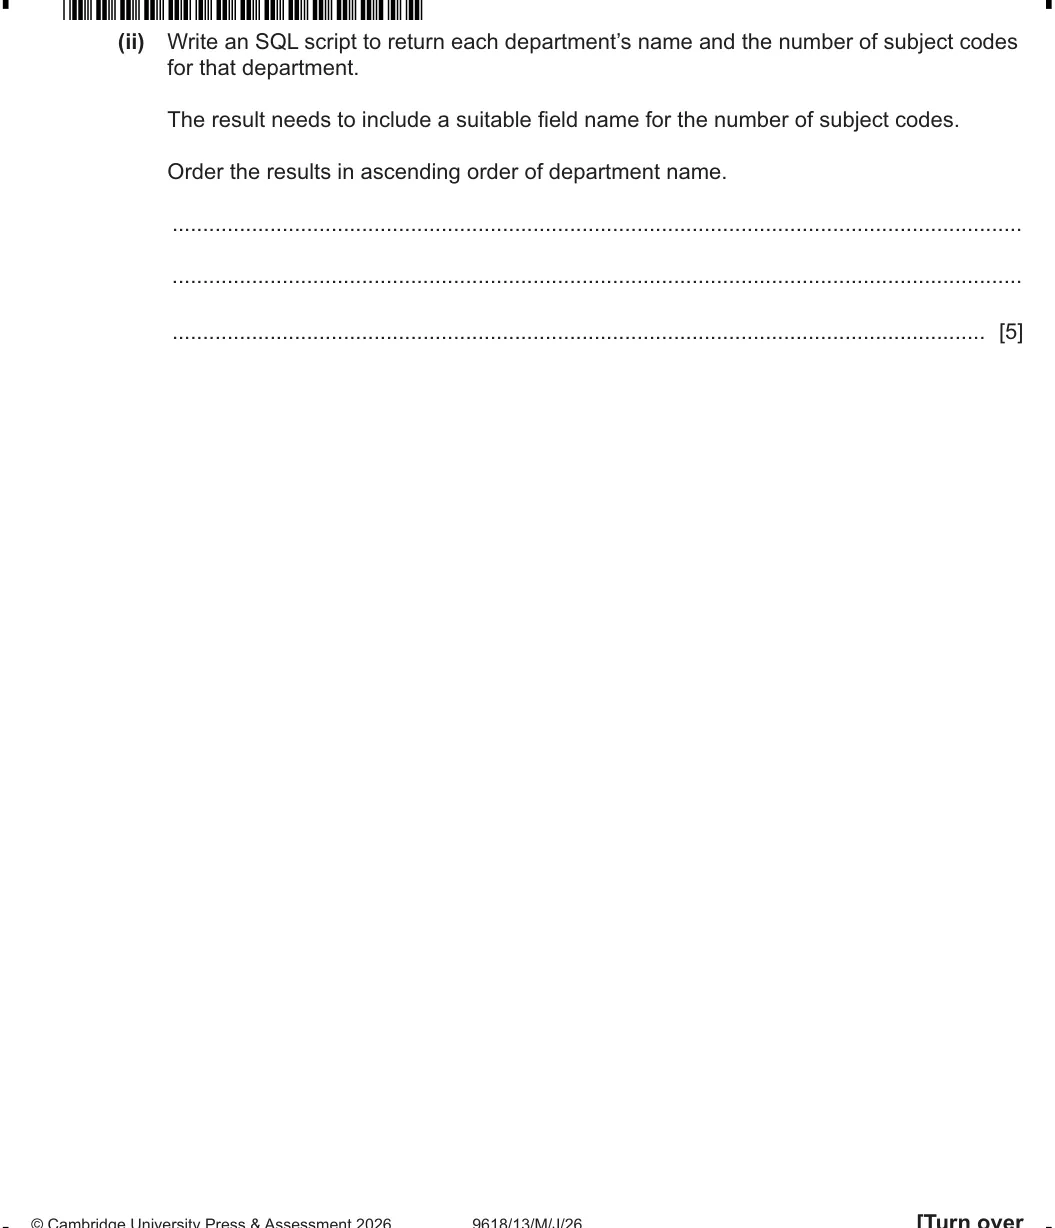 (ii) Write an SQL script to return each department’s name and the number of subject codes
for that department.
The result needs to include a suitable field name for the number of subject codes.
Order the results in ascending order of department name.
..........................................................................................................................................
..........................................................................................................................................
.................................................................................................................................... [5]
© Cambridge University Press & Assessment 2026 9618/13/M/J/26 [Turn over